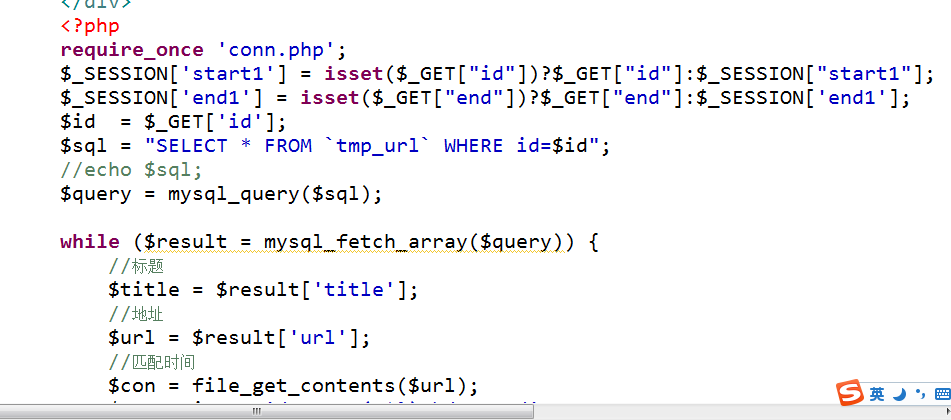 </div>
<?php
require_once 'conn.php';
$_SESSION['start1'] = isset($_GET["id"])?$_GET["id"]:$_SESSION["start1"];
$_SESSION['end1'] = isset($_GET["end"])?$_GET["end"]:$_SESSION['end1'];
$id  = $_GET['id'];
$sql = "SELECT * FROM `tmp_url` WHERE id=$id";
//echo $sql;
$query = mysql_query($sql);
while ($result = mysql_fetch_array($query)) {
//标题
$title = $result['title'];
//地址
$url = $result['url'];
//匹配时间
$con = file_get_contents($url);
S 英